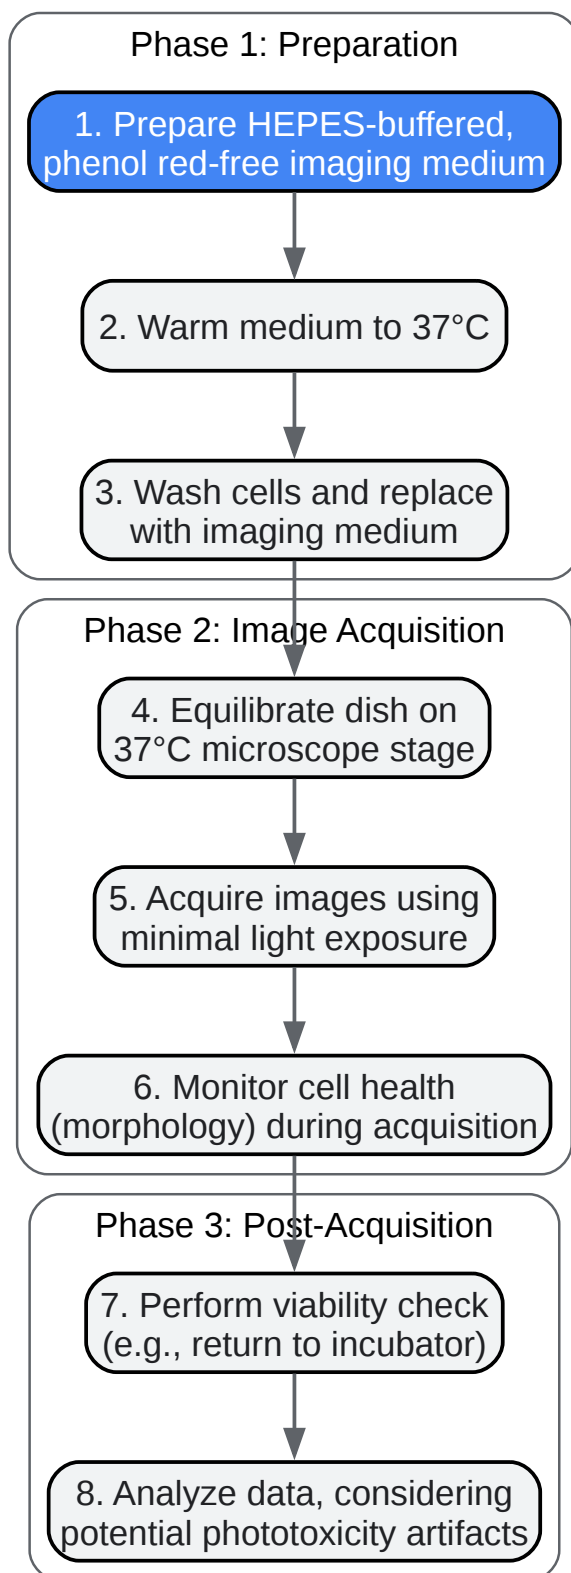 Phase 1: Preparation
1. Prepare HEPES-buffered,
phenol red-free imaging medium
2. Warm medium to 37°C
3. Wash cells and replace
with imaging medium
Phase 2: Image Acquisition
4. Equilibrate dish on
37°C microscope stage
5. Acquire images using
minimal light exposure
6. Monitor cell health
(morphology) during acquisition
Phase 3: Post-Acquisition
7. Perform viability check
(e.g., return to incubator)
8. Analyze data, considering
potential phototoxicity artifacts